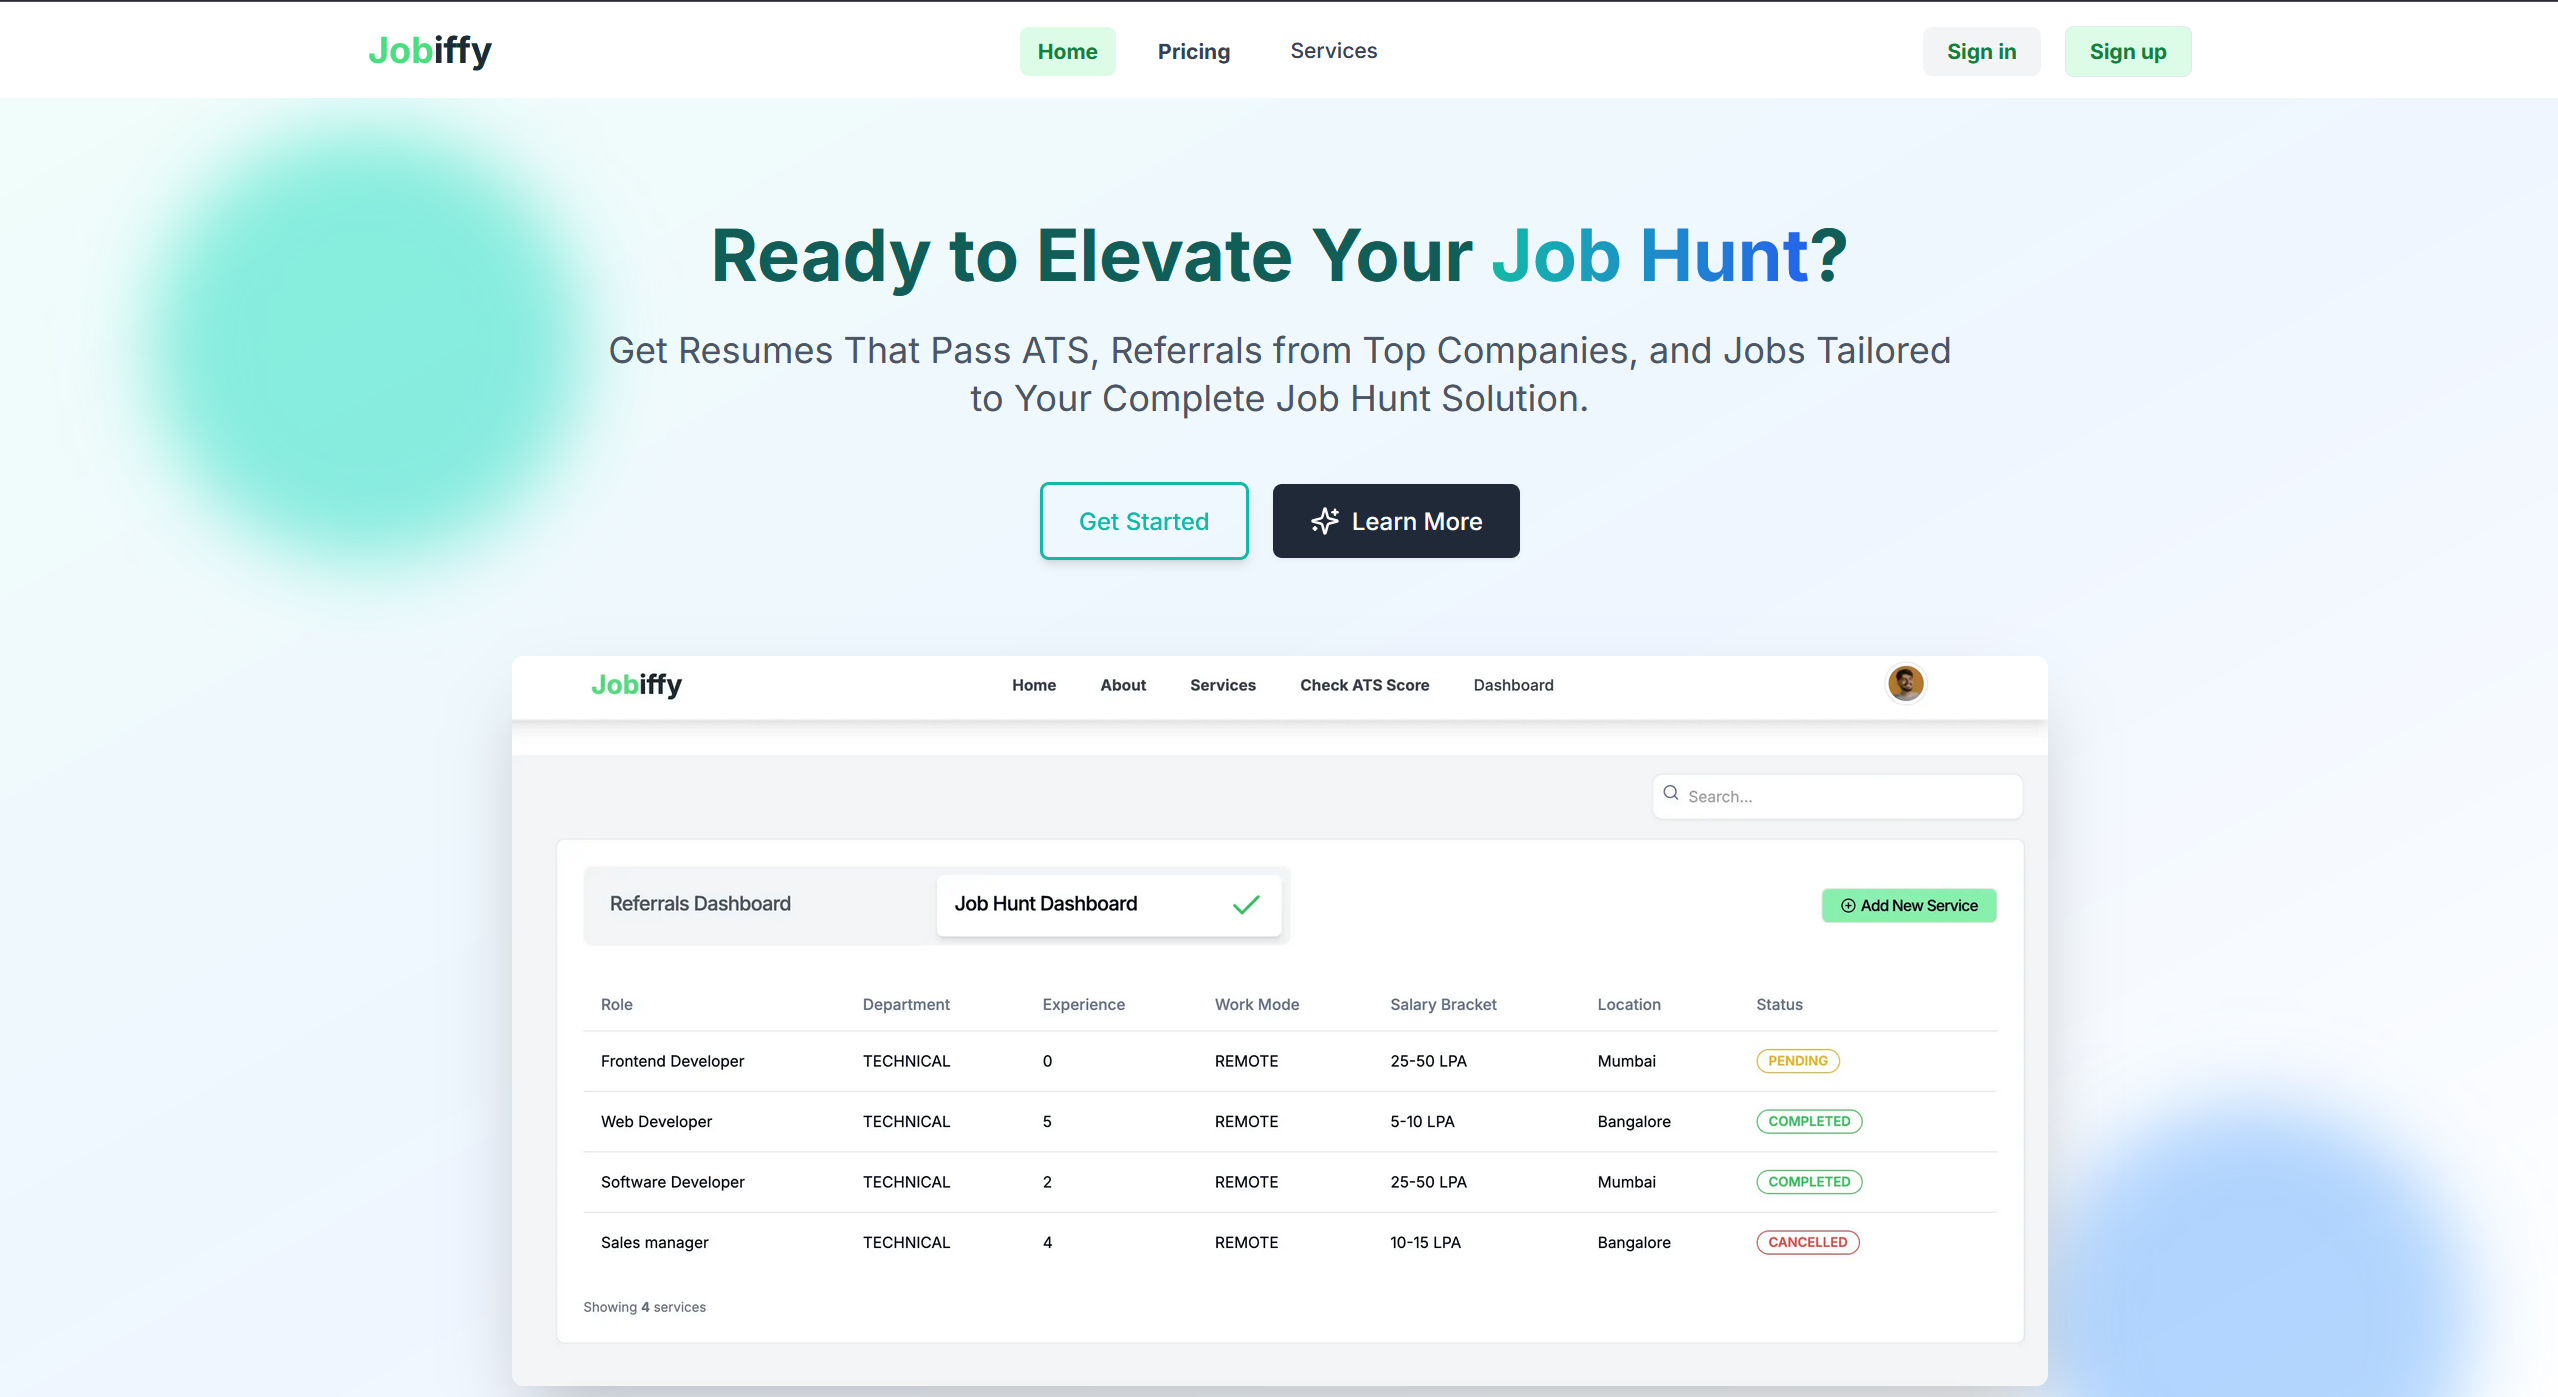 Jobiffy
Home Pricing Services
Sign in Sign up
Ready to Elevate Your Job Hunt?
Get Resumes That Pass ATS, Referrals from Top Companies, and Jobs Tailored
to Your Complete Job Hunt Solution.
Get Started Learn More
Jobiffy
Home About Services Check ATS Score Dashboard
Search...
Referrals Dashboard Job Hunt Dashboard Add New Service
Role Department Experience Work Mode Salary Bracket Location Status
Frontend Developer TECHNICAL 0 REMOTE 25-50 LPA Mumbai PENDING
Web Developer TECHNICAL 5 REMOTE 5-10 LPA Bangalore COMPLETED
Software Developer TECHNICAL 2 REMOTE 25-50 LPA Mumbai COMPLETED
Sales manager TECHNICAL 4 REMOTE 10-15 LPA Bangalore CANCELLED
Showing 4 services